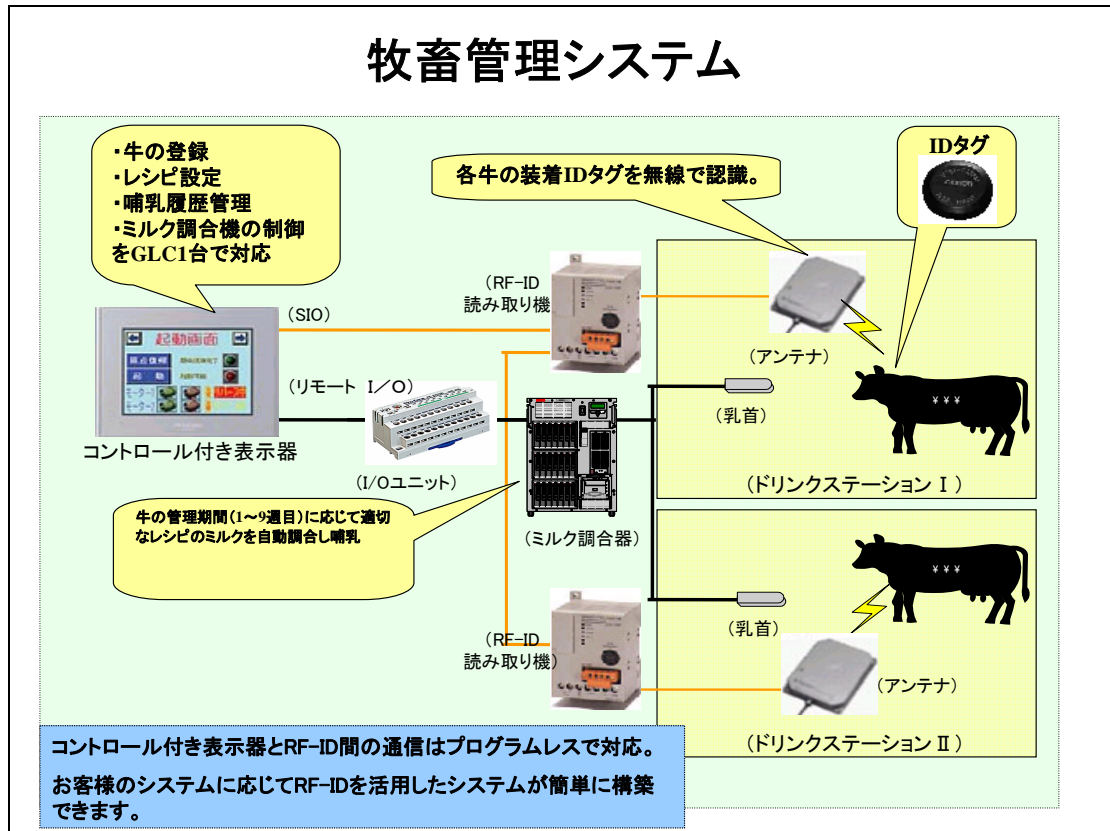 牧畜管理システム
・牛の登録
・レシピ設定
・哺乳履歴管理
・ミルク調合機の制御
をGLC1台で対応
各牛の装着IDタグを無線で認識。
IDタグ
(RF-ID
読み取り機
(SIO)
(アンテナ)
起動画面
(リモート I/O)
(乳首)
コントロール付き表示器
(I/Oユニット)
(ドリンクステーション Ⅰ)
牛の管理期間(1~9週目)に応じて適切
なレシピのミルクを自動調合し哺乳
(ミルク調合器)
¥ ¥ ¥
¥ ¥ ¥
(乳首)
(RF-ID
読み取り機)
(アンテナ)
(ドリンクステーション Ⅱ)
コントロール付き表示器とRF-ID間の通信はプログラムレスで対応。
お客様のシステムに応じてRF-IDを活用したシステムが簡単に構築
できます。